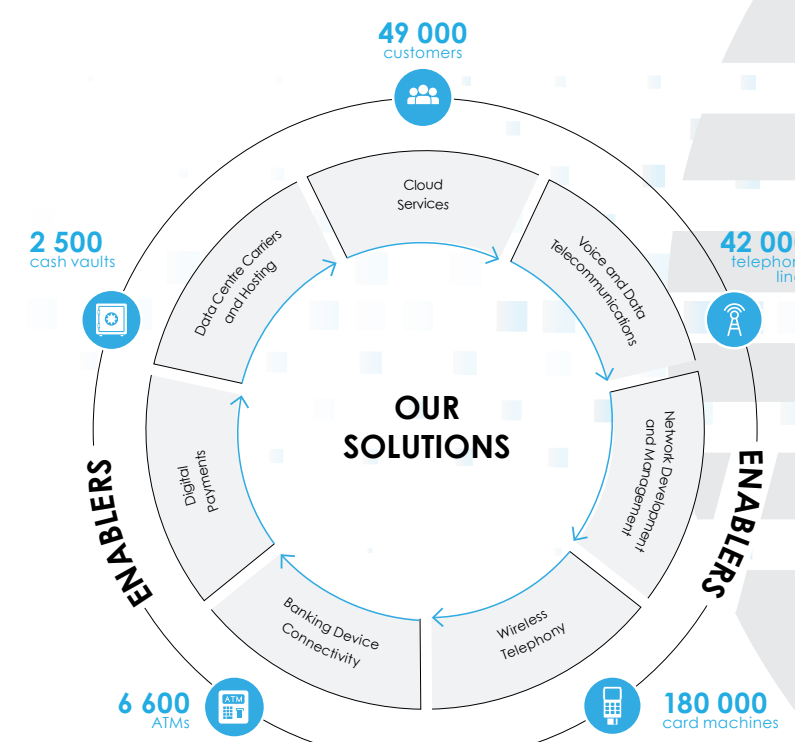 49 000
customers
Cloud
Services
2 500
cash vaults
Data Centre Carriers
and Hosting
Voice and Data
Telecommunications
42 00
telephon
lin
OUR
SOLUTIONS
Digital
Payments
Network Development
and Management
ENABLERS
ENABLERS
Banking Device
Connectivity
Wireless
Telephony
6 600
ATMs
ATM
180 000
card machines